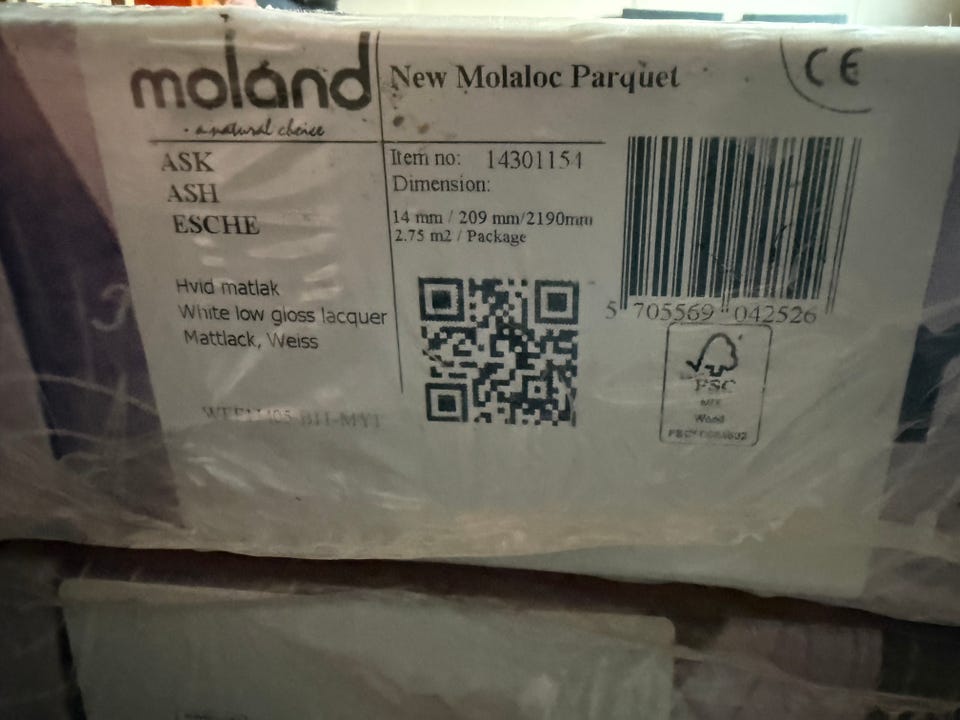 moland
- a natural choice
New Molaloc Parquet
CE
ASK
ASH
ESCHE
Item no: 14301154
Dimension:
14 mm / 209 mm/2190mm
2.75 m2 / Package
Hvid matlak
White low gloss lacquer
Mattlack, Weiss
5 705569 042526
FSC
MIX
Wood